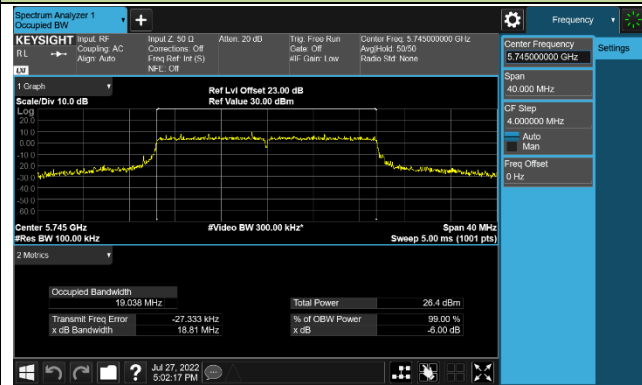 Spectrum Analyzer 1
Occupied BW
Frequency
KEYSIGHT
Input: RF
Input Z: 50 Ω
Atten: 20 dB
Trig: Free Run
Center Freq: 5.745000000 GHz
RL
Coupling: AC
Corrections: Off
Gate: Off
Avg|Hold: 50/50
Align: Auto
Freq Ref: Int (S)
#IF Gain: Low
Radio Std: None
NFE: Off
LXI
Center Frequency
5.745000000 GHz
Settings
Span
40.000 MHz
CF Step
4.000000 MHz
Auto
Man
Freq Offset
0 Hz
1 Graph
Ref Lvl Offset 23.00 dB
Scale/Div 10.0 dB
Ref Value 30.00 dBm
Log
20.0
10.0
0.00
-10.0
-20.0
-30.0
-40.0
-50.0
-60.0
Center 5.745 GHz
#Video BW 300.00 kHz*
Span 40 MHz
#Res BW 100.00 kHz
Sweep 5.00 ms (1001 pts)
2 Metrics
Occupied Bandwidth
19.038 MHz
Total Power
26.4 dBm
Transmit Freq Error
-27.333 kHz
% of OBW Power
99.00 %
x dB Bandwidth
18.81 MHz
x dB
-6.00 dB
Jul 27, 2022
5:02:17 PM